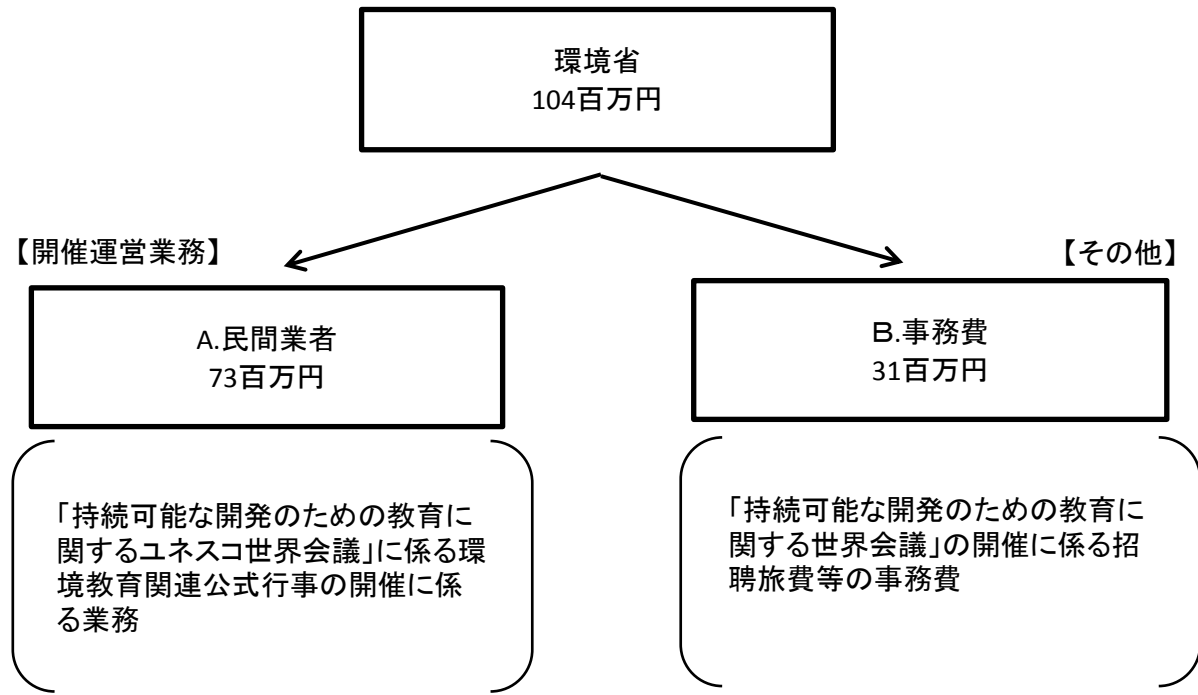 環境省
104百万円
【開催運営業務】
【その他】
A.民間業者
73百万円
B.事務費
31百万円
「持続可能な開発のための教育に
関するユネスコ世界会議」に係る環
境教育関連公式行事の開催に係
る業務
「持続可能な開発のための教育に
関する世界会議」の開催に係る招
聘旅費等の事務費